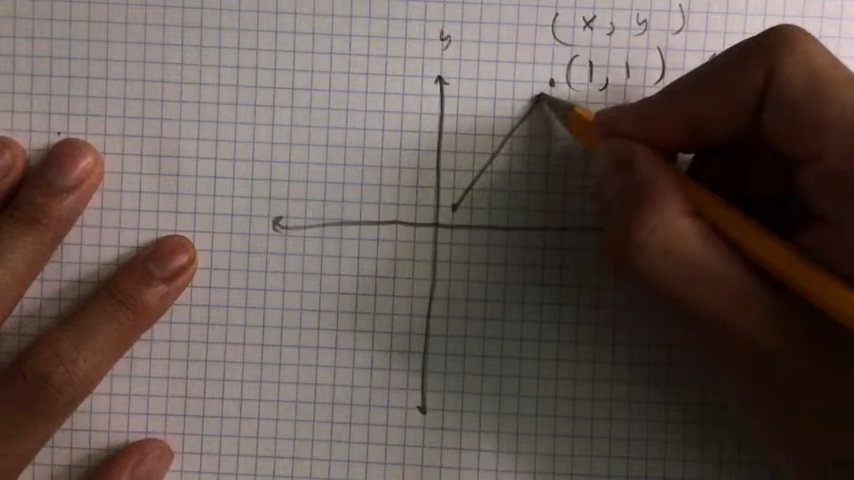 (x, y)
y
(1, 1)